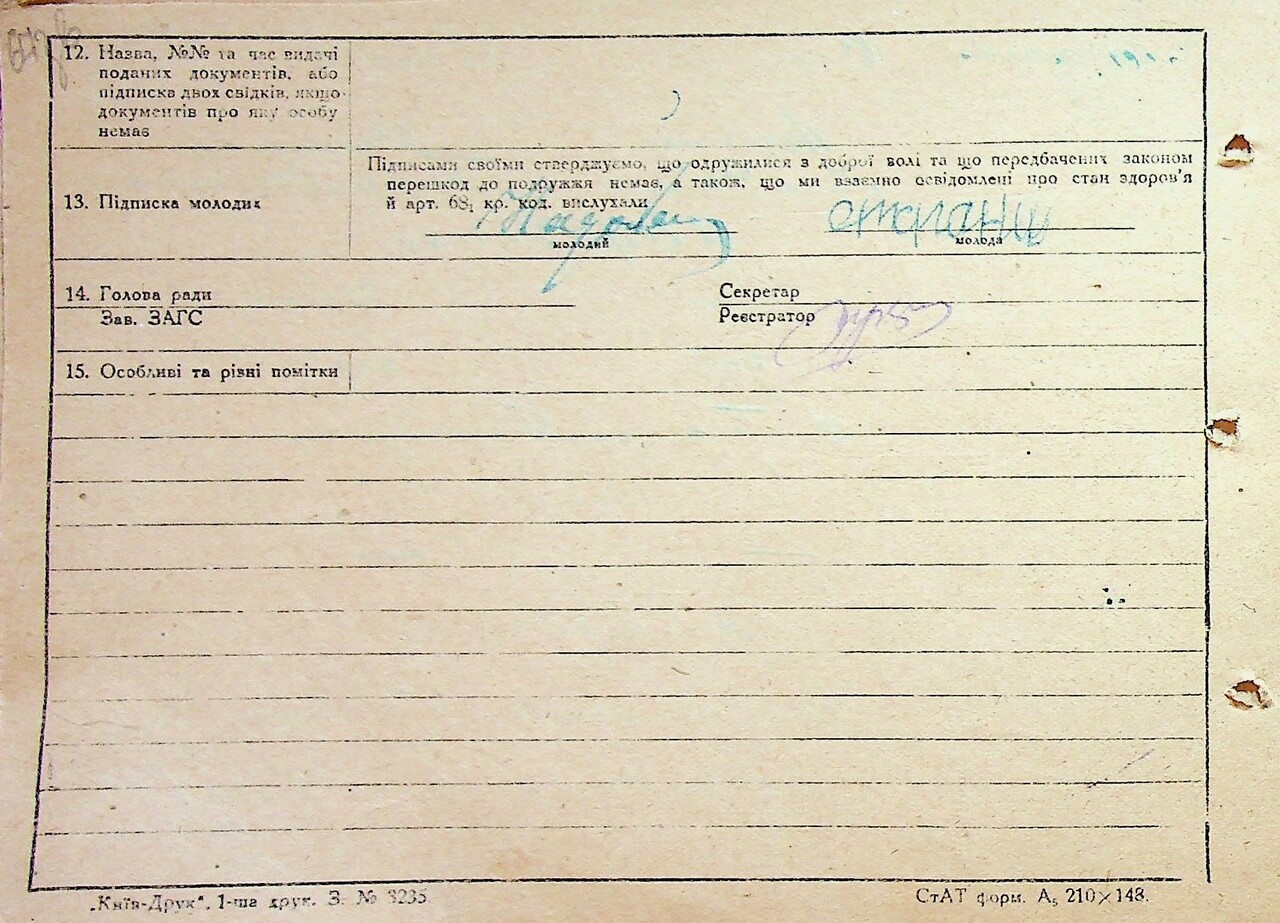 12. Назва, №№ та час видачі
поданих документів, або
підписка двох свідків, якщо
документів про яку особу
немає
Підписами своїми стверджуємо, що одружилися з доброї волі та що передбачених законом
перешкод до подружжя немає, а також, що ми взаємно освідомлені про стан здоров'я
й арт. 68₁ кр. код. вислухали
13. Підписка молодих
молодий молода
14. Голова ради Секретар
Зав. ЗАГС Реєстратор
15. Особливі та різні помітки
„Київ-Друк“. 1-ша друк. З. № 3235. СтАТ форм. А₅ 210×148.